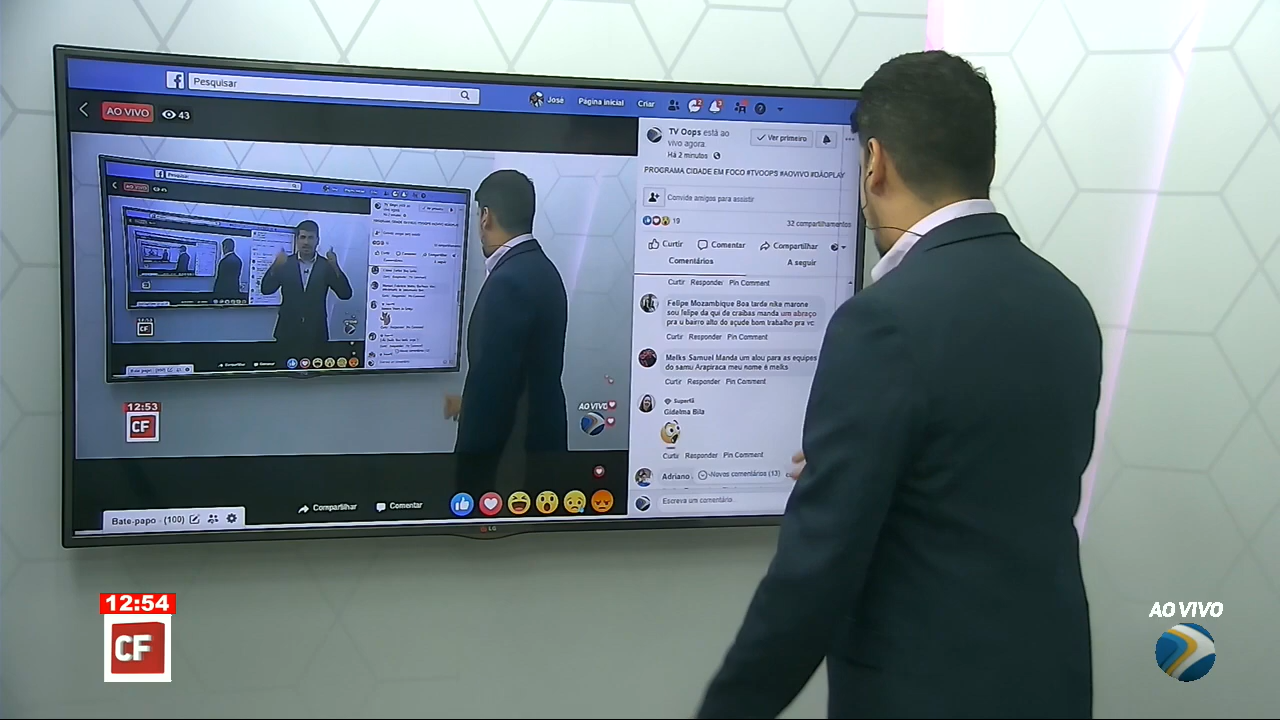 Pesquisar
José Página inicial Criar
AO VIVO 43
TV Oops está ao
vivo agora.
Há 2 minutos
Ver primeiro
PROGRAMA CIDADE EM FOCO #TVOOPS #AOVIVO #DÁOPLAY
Convide amigos para assistir
19
32 compartilhamentos
Curtir Comentar Compartilhar
Comentários A seguir
Curtir Responder Pin Comment
Felipe Mozambique Boa tarde nika marone
sou felipe da qui de craibas manda um abraço
pra u bairro alto do açude bom trabalho pra vc
Curtir Responder Pin Comment
Melks Samuel Manda um alou para as equipes
do samu Arapiraca meu nome é melks
Curtir Responder Pin Comment
Superfã
Gidelma Bila
Curtir Responder Pin Comment
Adriano
Novos comentários (13)
Escreva um comentário
Pesquisar
12:53
CF
AO VIVO
Compartilhar Comentar
Bate-papo (100)
LG
12:54
CF
AO VIVO